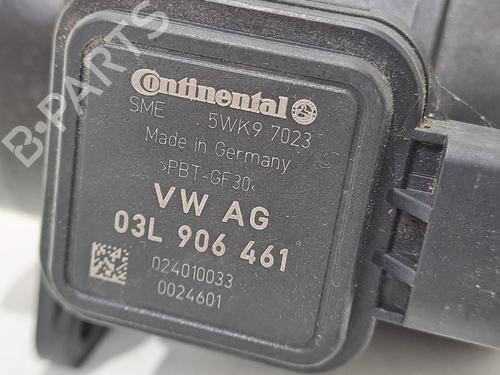 Continental
SME 5WK9 7023
Made in Germany
>PBT-GF30<
VW AG
03L 906 461
024010033
0024601
B-PARTS